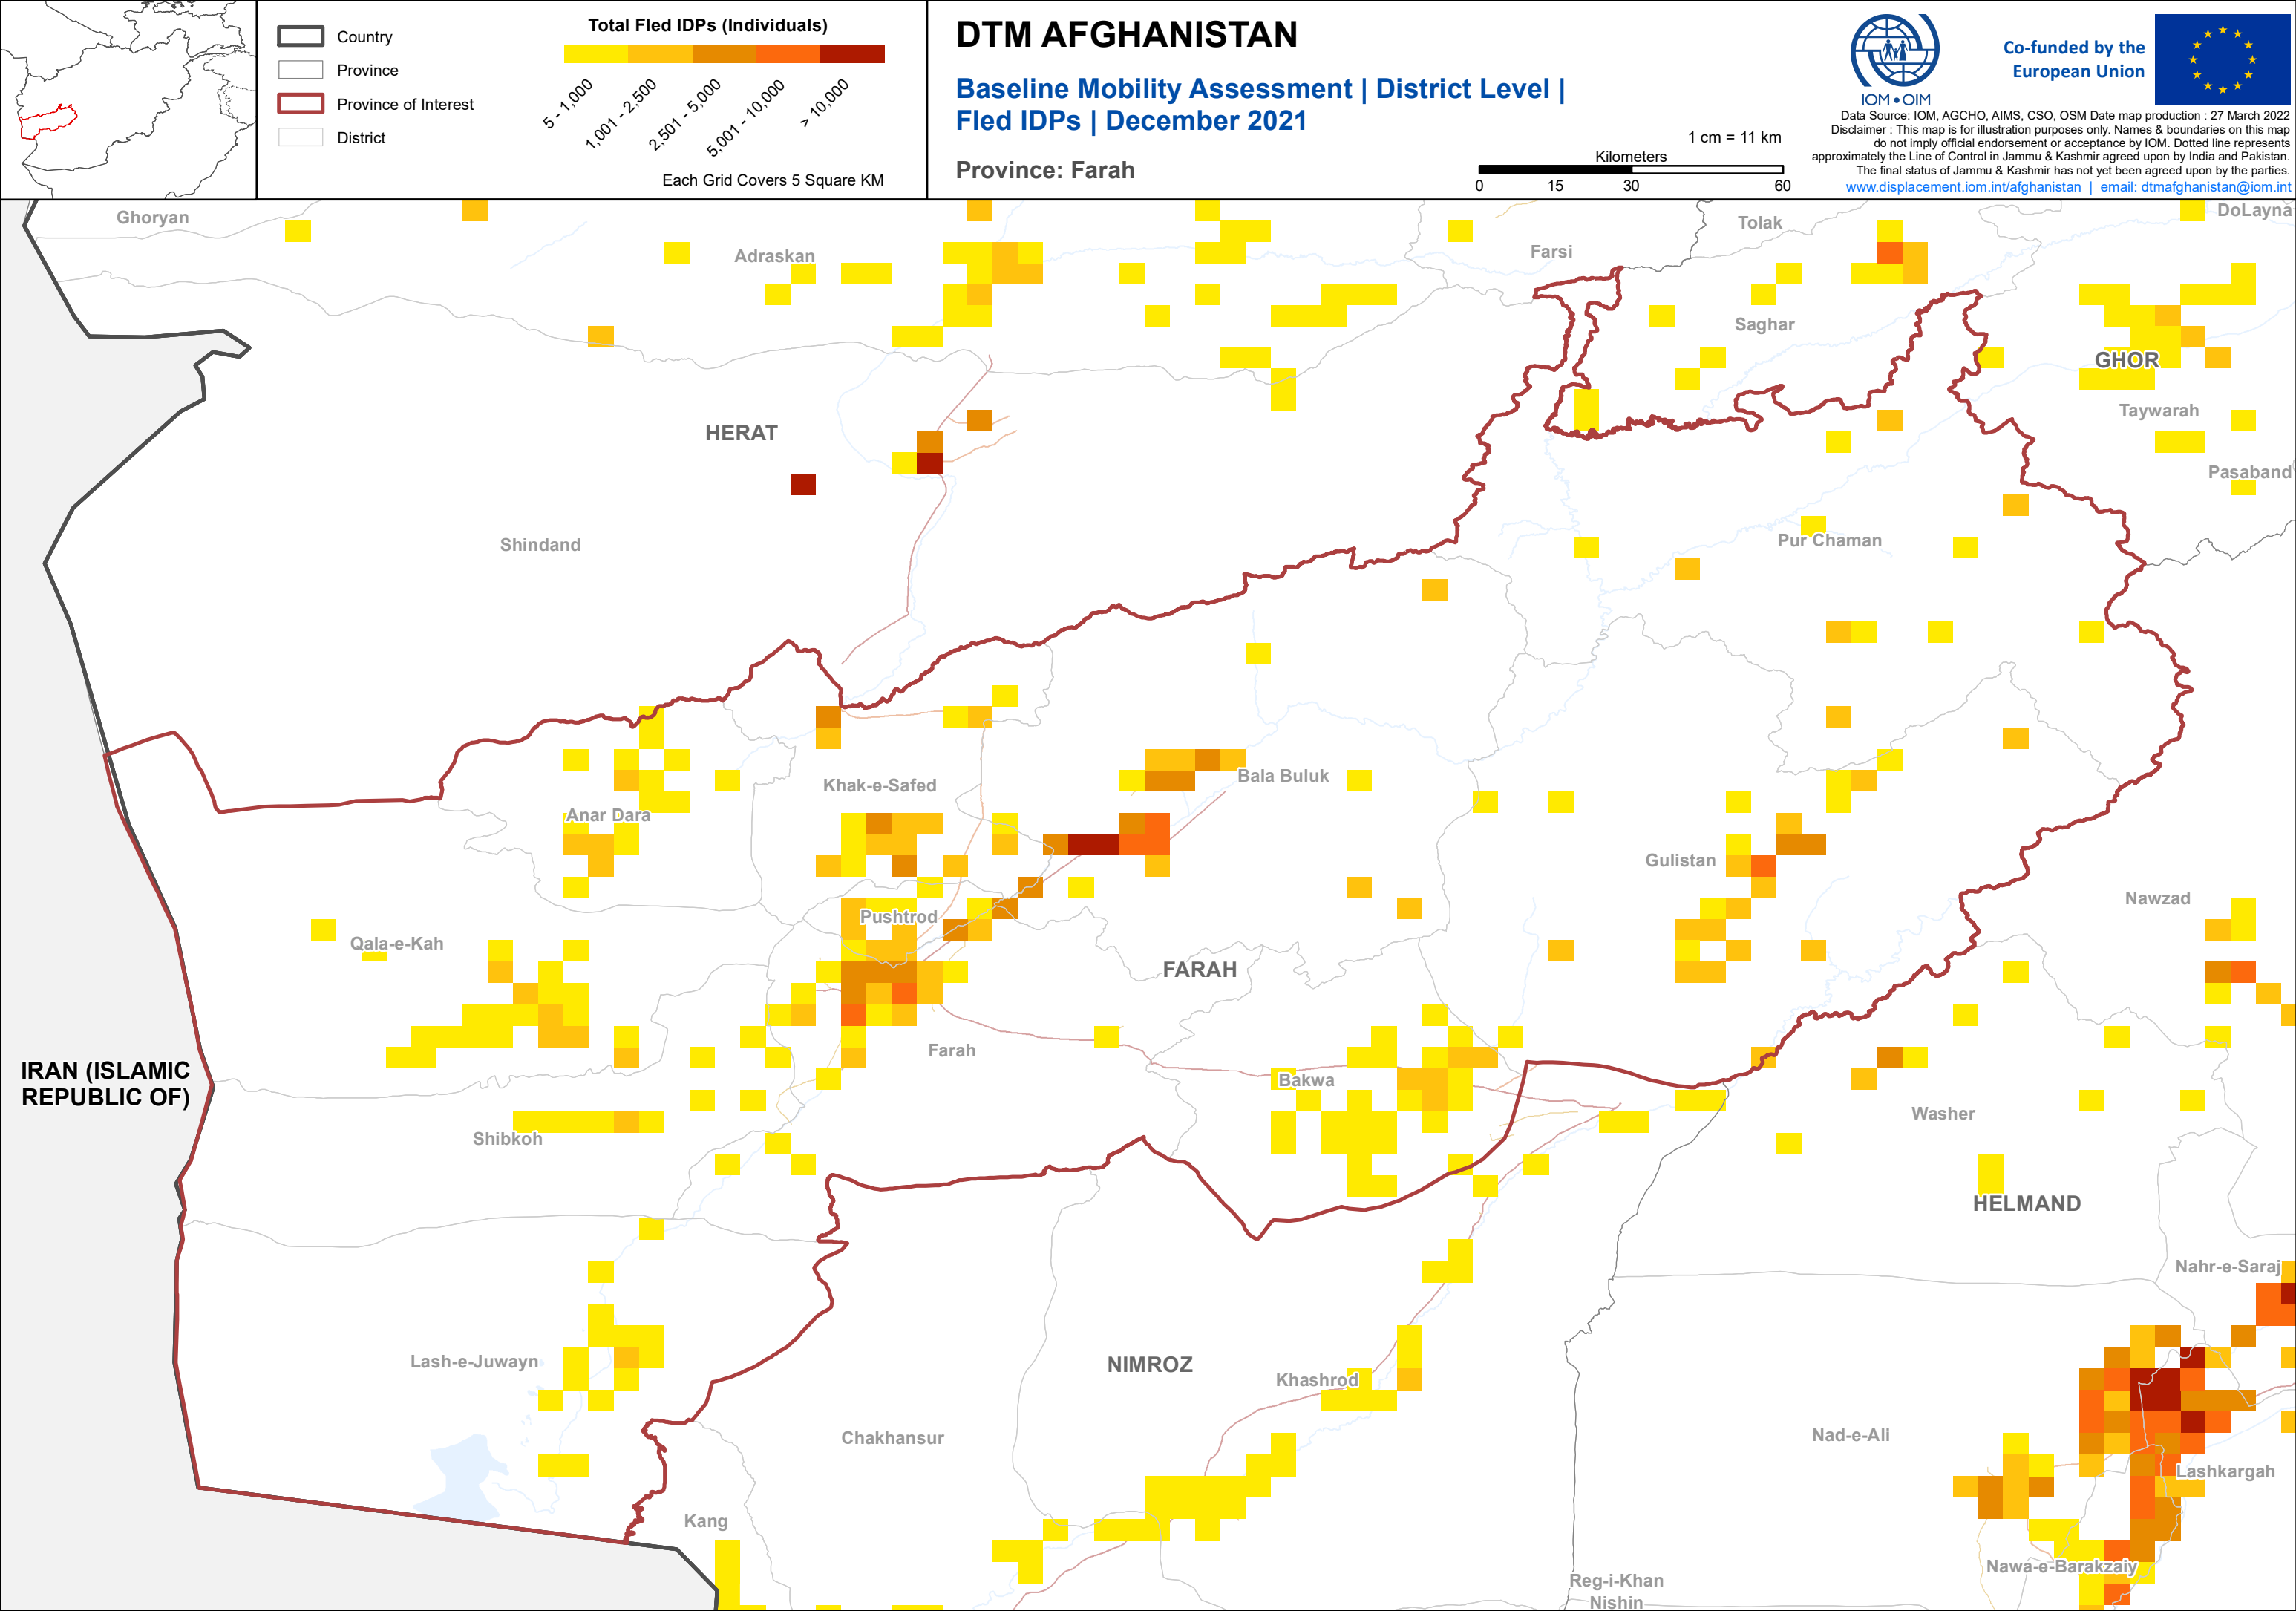 Country
Province
Province of Interest
District
Total Fled IDPs (Individuals)
5 - 1,000
1,001 - 2,500
2,501 - 5,000
5,001 - 10,000
> 10,000
Each Grid Covers 5 Square KM
DTM AFGHANISTAN
Baseline Mobility Assessment | District Level |
Fled IDPs | December 2021
Province: Farah
1 cm = 11 km
Kilometers
0 15 30 60
IOM • OIM
Co-funded by the
European Union
Data Source: IOM, AGCHO, AIMS, CSO, OSM Date map production : 27 March 2022
Disclaimer : This map is for illustration purposes only. Names & boundaries on this map
do not imply official endorsement or acceptance by IOM. Dotted line represents
approximately the Line of Control in Jammu & Kashmir agreed upon by India and Pakistan.
The final status of Jammu & Kashmir has not yet been agreed upon by the parties.
www.displacement.iom.int/afghanistan | email: dtmafghanistan@iom.int
Ghoryan
Adraskan
Farsi
Tolak
DoLayna
Saghar
GHOR
Taywarah
Pasaband
HERAT
Shindand
Pur Chaman
Khak-e-Safed
Bala Buluk
Anar Dara
Gulistan
Nawzad
Pushtrod
Qala-e-Kah
FARAH
Farah
IRAN (ISLAMIC
REPUBLIC OF)
Bakwa
Washer
Shibkoh
HELMAND
Nahr-e-Saraj
Lash-e-Juwayn
NIMROZ
Khashrod
Chakhansur
Nad-e-Ali
Lashkargah
Kang
Nawa-e-Barakzaiy
Reg-i-Khan
Nishin